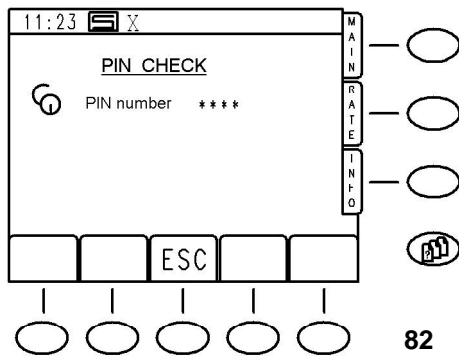 11:23 S X
MAIN
PIN CHECK
PIN number ****
RATE
INFO
ESC
82